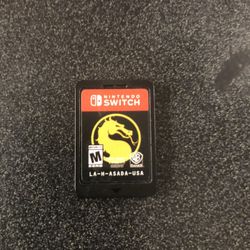 NINTENDO
SWITCH
M
LA-H-ASADA-USA